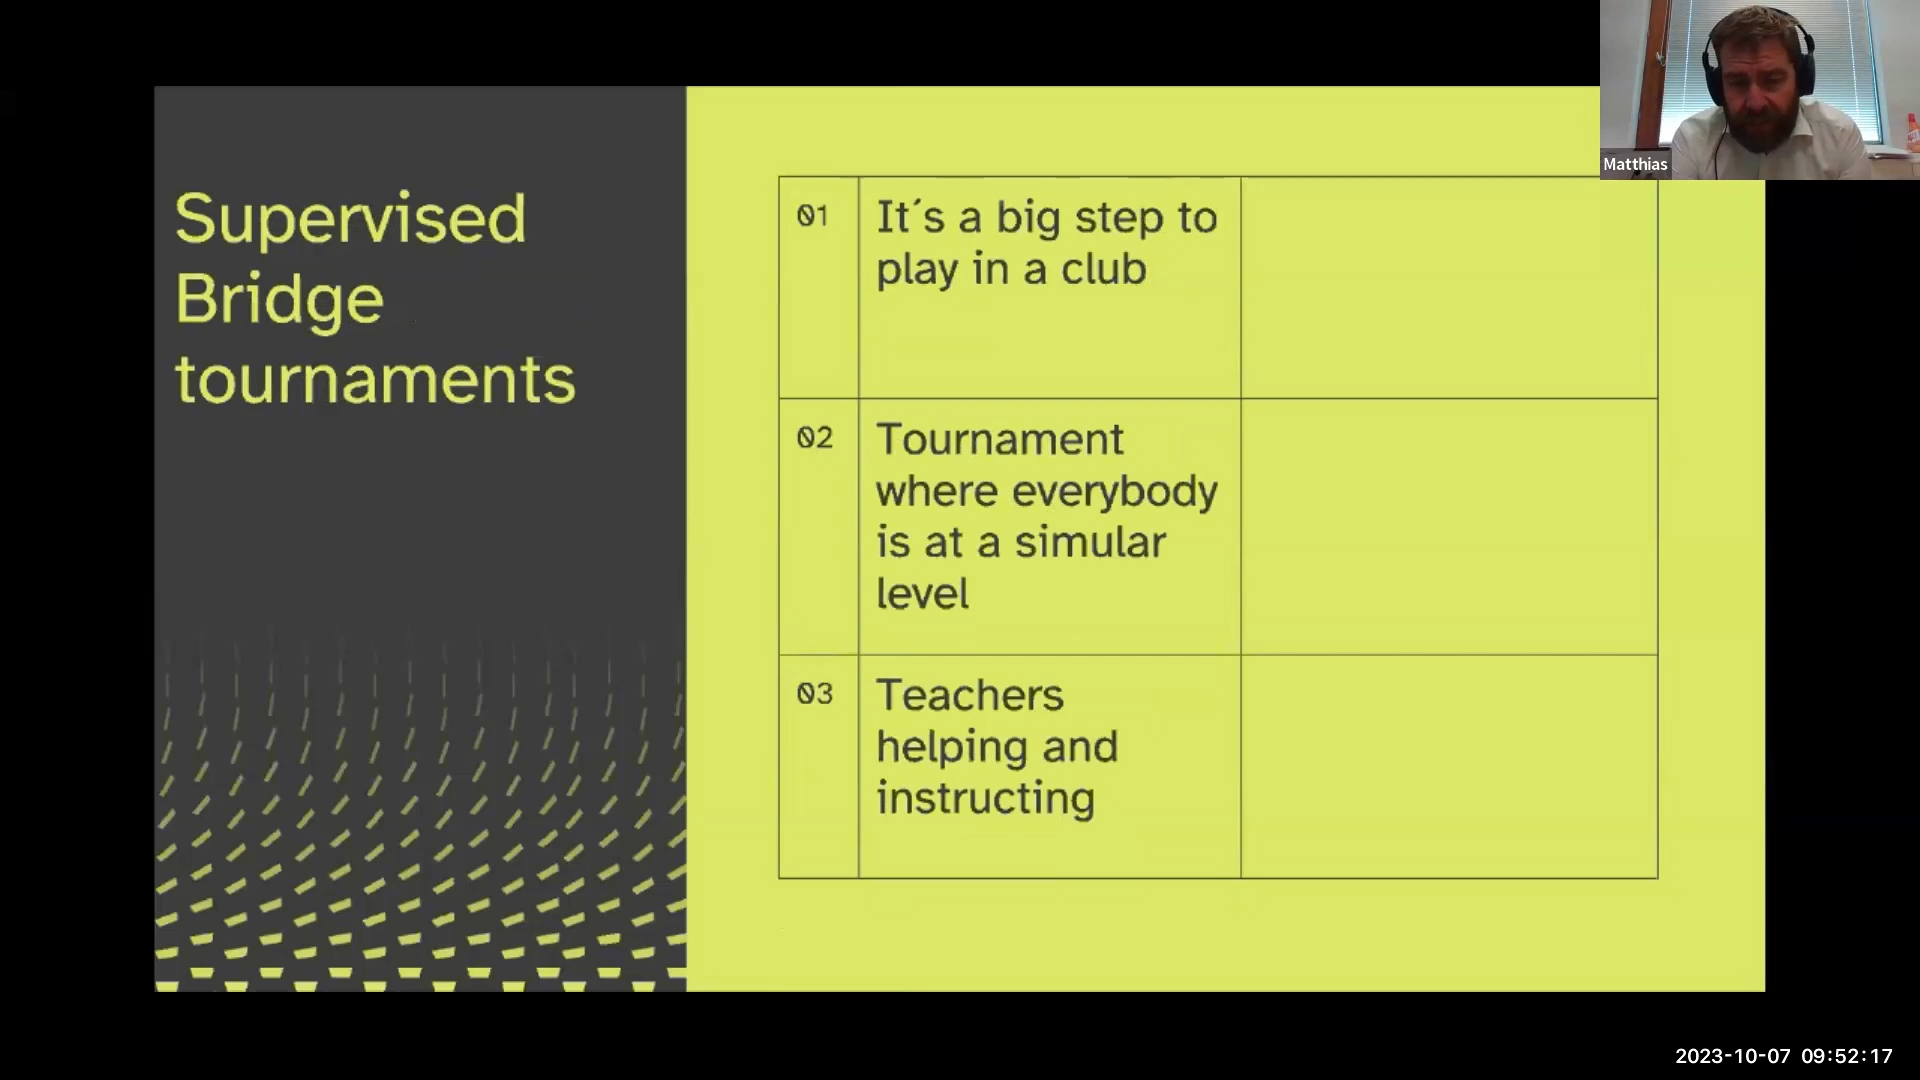 Supervised
Bridge
tournaments
01
It´s a big step to
play in a club
02
Tournament
where everybody
is at a simular
level
03
Teachers
helping and
instructing
Matthias
2023-10-07 09:52:17